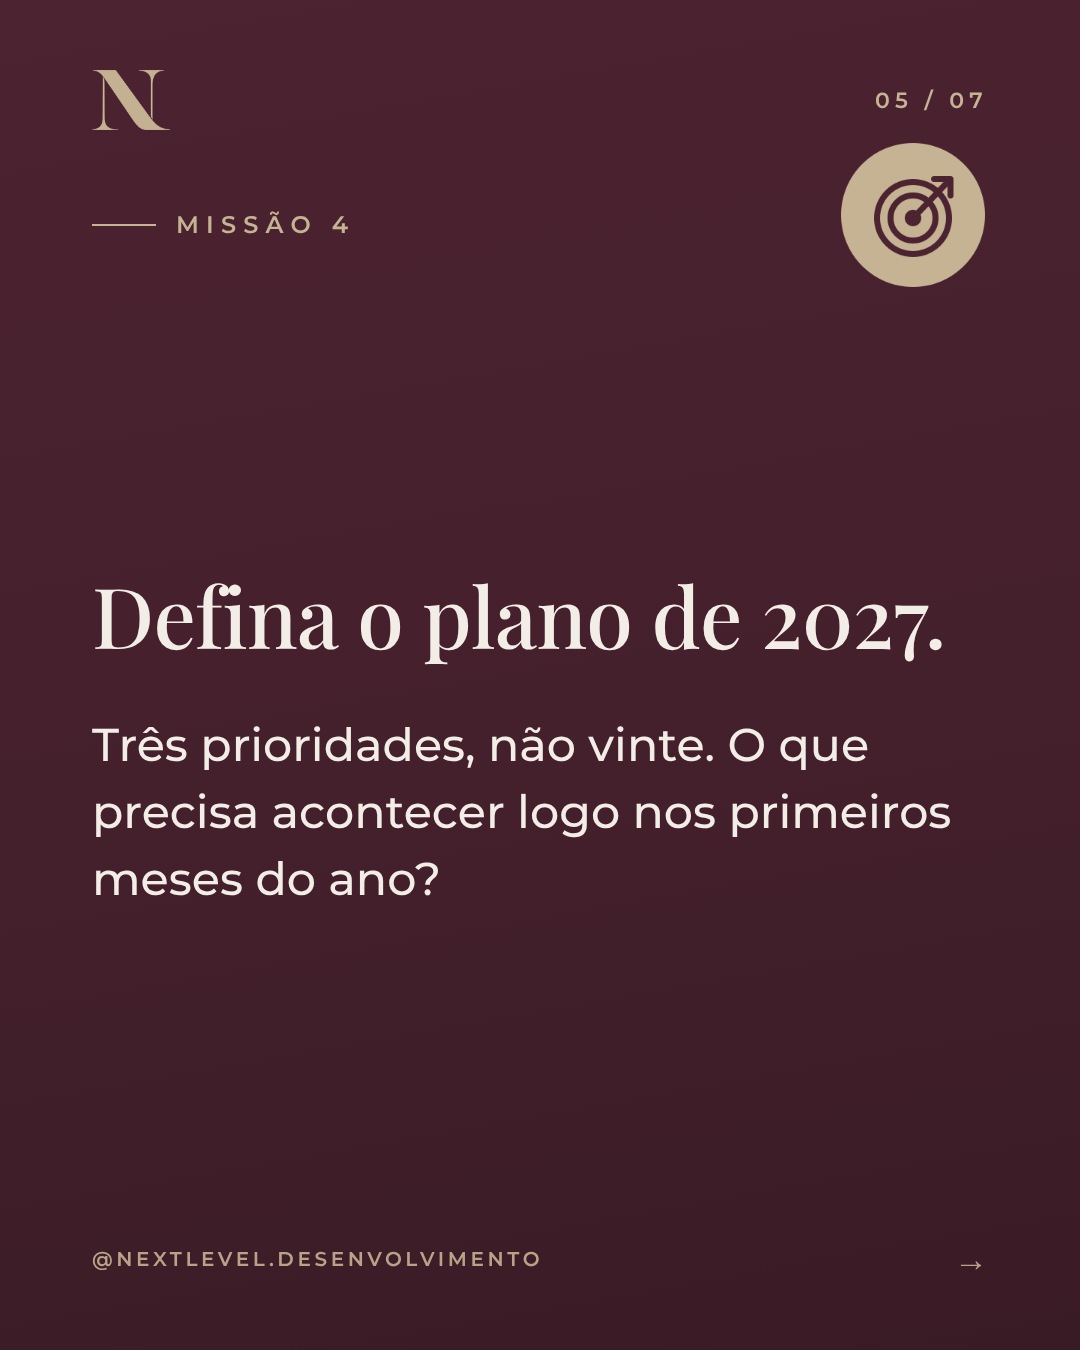 N
05 / 07
MISSÃO 4
Defina o plano de 2027.
Três prioridades, não vinte. O que
precisa acontecer logo nos primeiros
meses do ano?
@NEXTLEVEL.DESENVOLVIMENTO
→